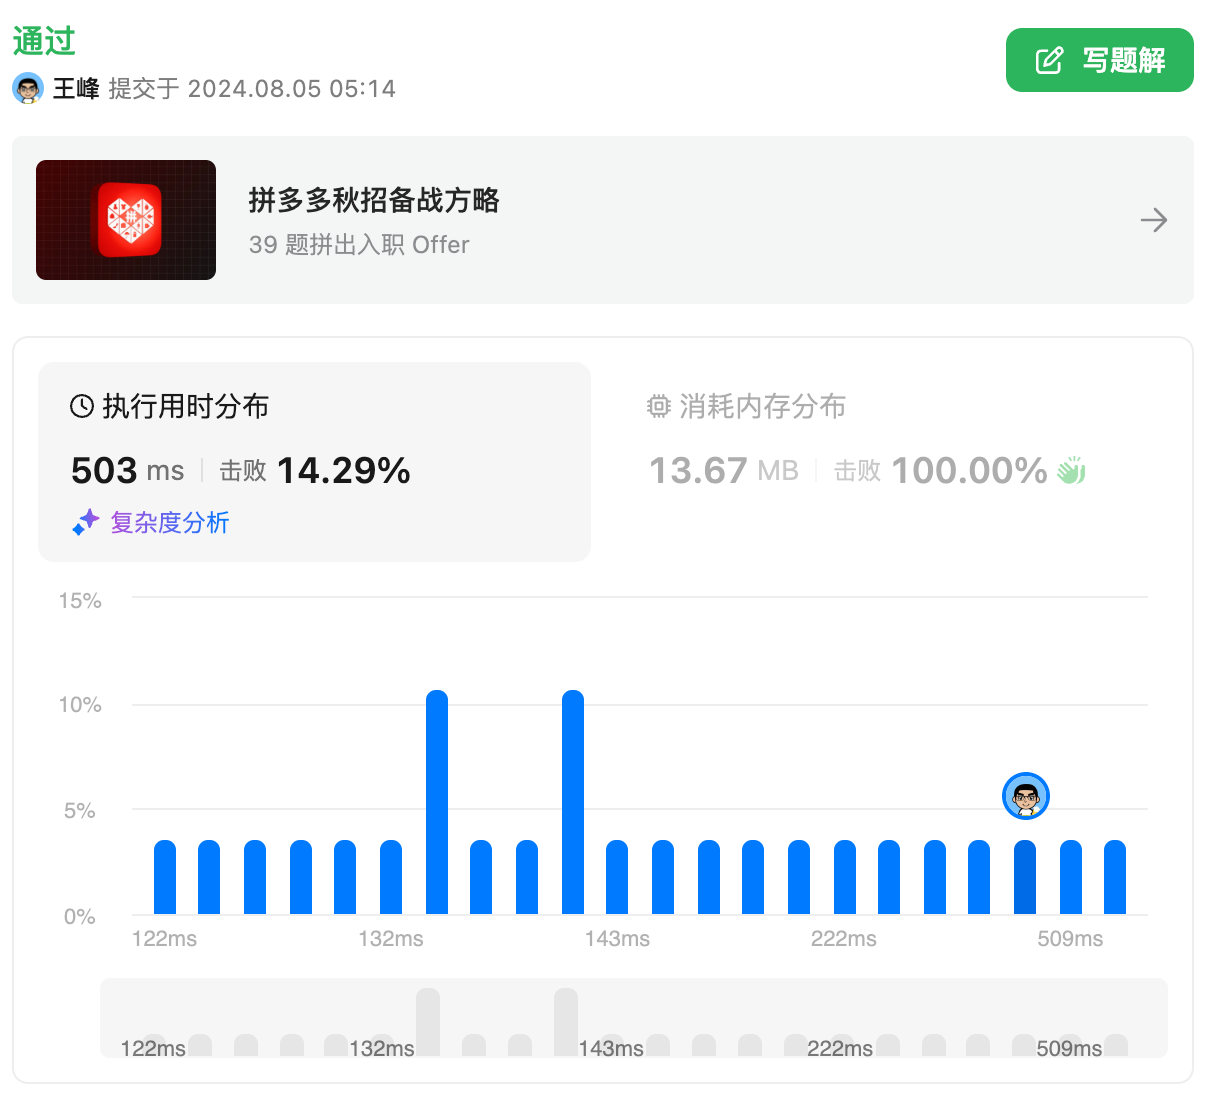 通过
写题解
王峰 提交于 2024.08.05 05:14
拼
拼多多秋招备战方略
39 题拼出入职 Offer
执行用时分布
503 ms 击败 14.29%
复杂度分析
消耗内存分布
13.67 MB 击败 100.00%
15%
10%
5%
0%
122ms 132ms 143ms 222ms 509ms
122ms 132ms 143ms 222ms 509ms